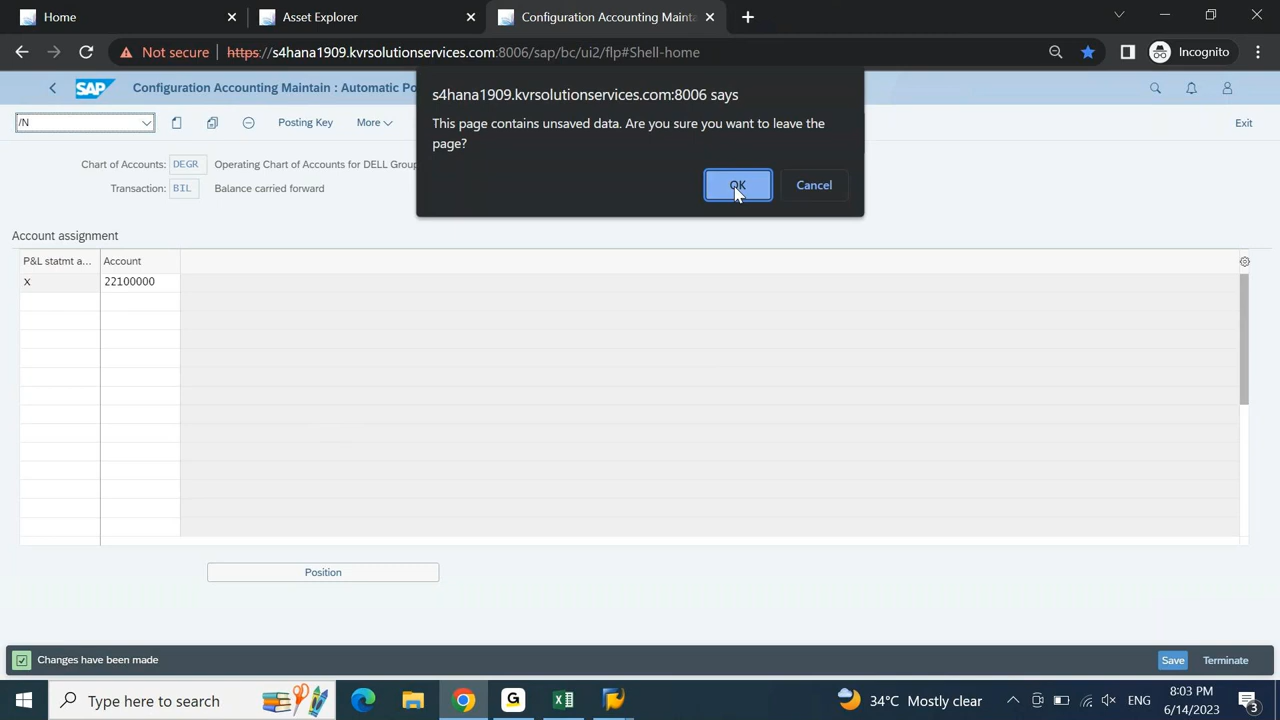 Home
Asset Explorer
Configuration Accounting Mainta
Not secure
https://s4hana1909.kvrsolutionservices.com:8006/sap/bc/ui2/flp#Shell-home
Incognito
s4hana1909.kvrsolutionservices.com:8006 says
This page contains unsaved data. Are you sure you want to leave the
page?
OK
Cancel
SAP
Configuration Accounting Maintain : Automatic Po
/N
Posting Key
More
Exit
Chart of Accounts: DEGR Operating Chart of Accounts for DELL Group
Transaction: BIL Balance carried forward
Account assignment
P&L statmt a... Account
X 22100000
Position
Changes have been made
Save
Terminate
Type here to search
34°C Mostly clear
ENG
8:03 PM
6/14/2023
3